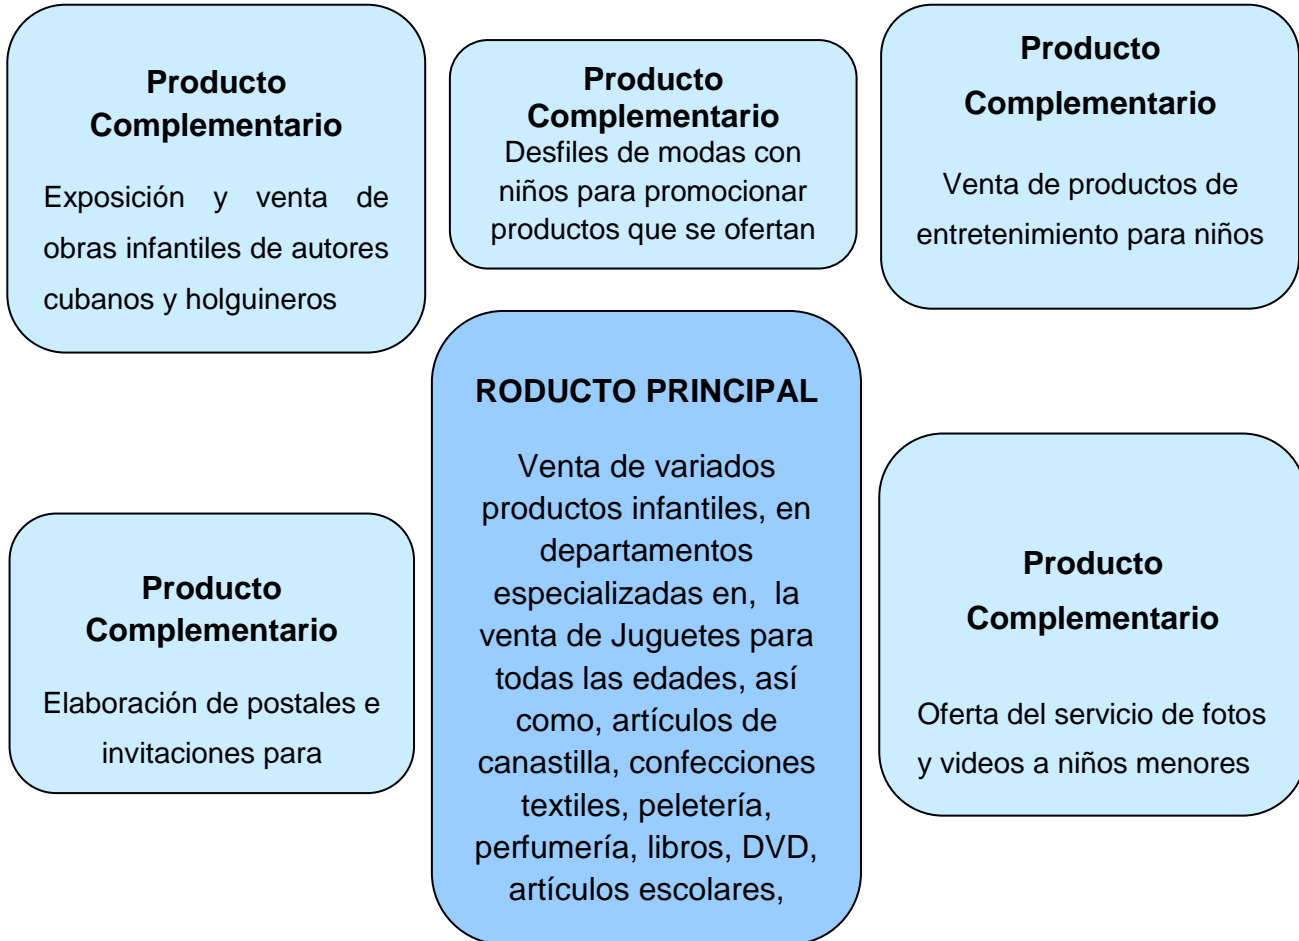 Producto
Complementario
Exposición y venta de
obras infantiles de autores
cubanos y holguineros
Producto
Complementario
Desfiles de modas con
niños para promocionar
productos que se ofertan
Producto
Complementario
Venta de productos de
entretenimiento para niños
RODUCTO PRINCIPAL
Venta de variados
productos infantiles, en
departamentos
especializadas en, la
venta de Juguetes para
todas las edades, así
como, artículos de
canastilla, confecciones
textiles, peletería,
perfumería, libros, DVD,
artículos escolares,
Producto
Complementario
Elaboración de postales e
invitaciones para
Producto
Complementario
Oferta del servicio de fotos
y videos a niños menores